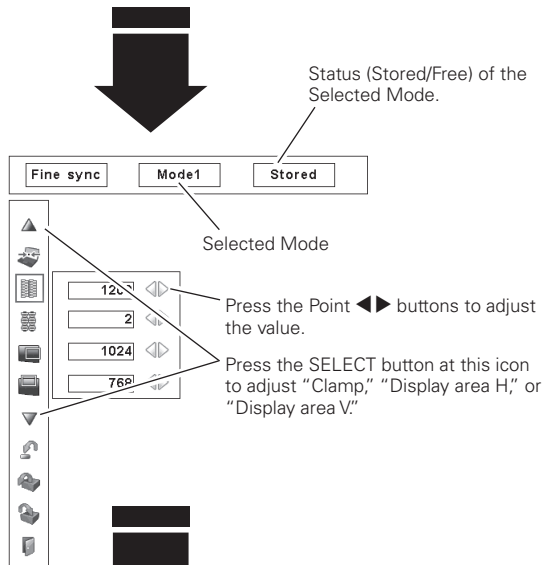 Status (Stored/Free) of the
Selected Mode.
Fine sync Mode1 Stored
Selected Mode
Press the Point ◀▶ buttons to adjust
the value.
2
1024
768
Press the SELECT button at this icon
to adjust “Clamp,” “Display area H,” or
“Display area V.”